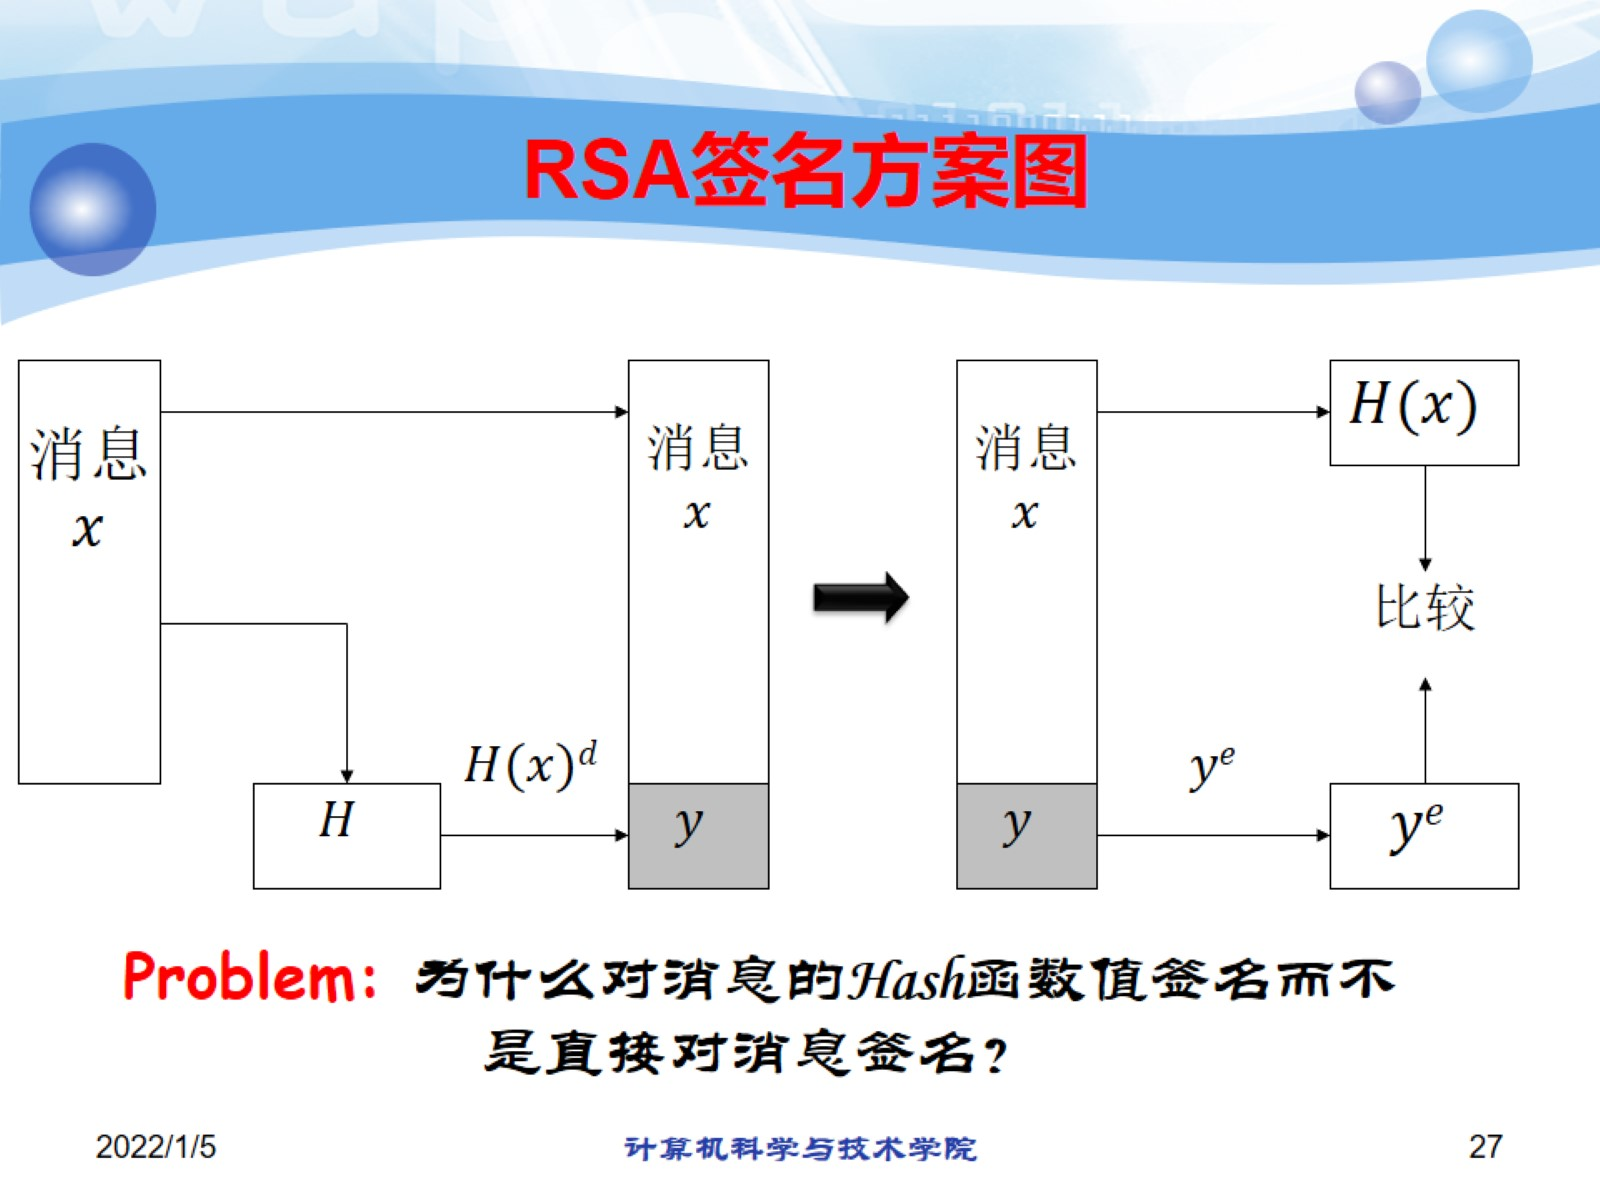 RSA签名方案图
消息
x
消息
x
消息
x
H(x)
比较
H(x)^d
y^e
H
y
y
y^e
Problem: 为什么对消息的Hash函数值签名而不
是直接对消息签名?
2022/1/5
计算机科学与技术学院
27